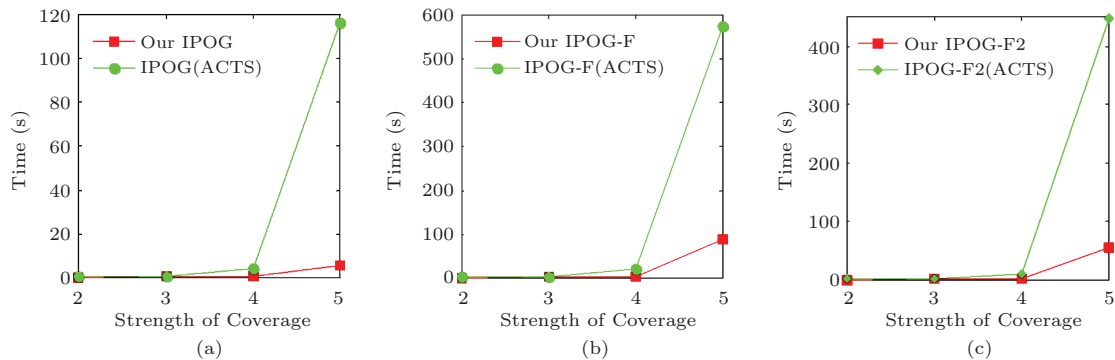 120
100
80
60
40
20
0
Time (s)
Our IPOG
IPOG(ACTS)
2 3 4 5
Strength of Coverage
(a)
600
500
400
300
200
100
0
Time (s)
Our IPOG-F
IPOG-F(ACTS)
2 3 4 5
Strength of Coverage
(b)
400
300
200
100
0
Time (s)
Our IPOG-F2
IPOG-F2(ACTS)
2 3 4 5
Strength of Coverage
(c)